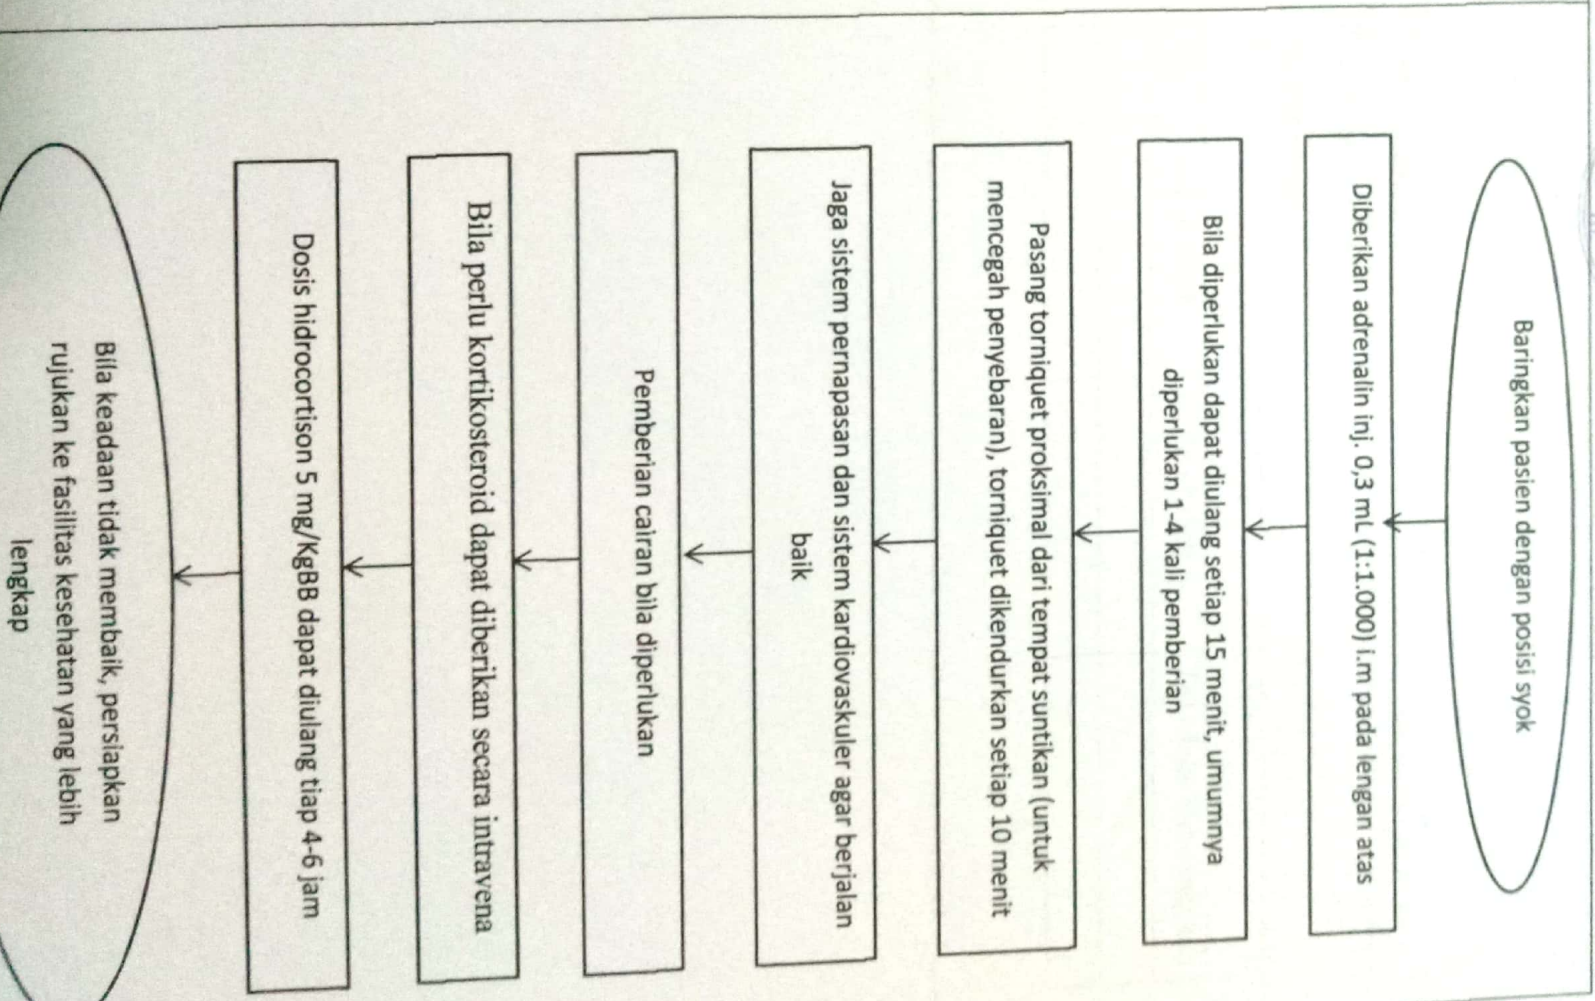 Baringkan pasien dengan posisi syok
Diberikan adrenalin inj. 0,3 mL (1:1.000) i.m pada lengan atas
Bila diperlukan dapat diulang setiap 15 menit, umumnya
diperlukan 1-4 kali pemberian
Pasang torniquet proksimal dari tempat suntikan (untuk
mencegah penyebaran), torniquet dikendurkan setiap 10 menit
Jaga sistem pernapasan dan sistem kardiovaskuler agar berjalan
baik
Pemberian cairan bila diperlukan
Bila perlu kortikosteroid dapat diberikan secara intravena
Dosis hidrocortison 5 mg/KgBB dapat diulang tiap 4-6 jam
Bila keadaan tidak membaik, persiapkan
rujukan ke fasilitas kesehatan yang lebih
lengkap